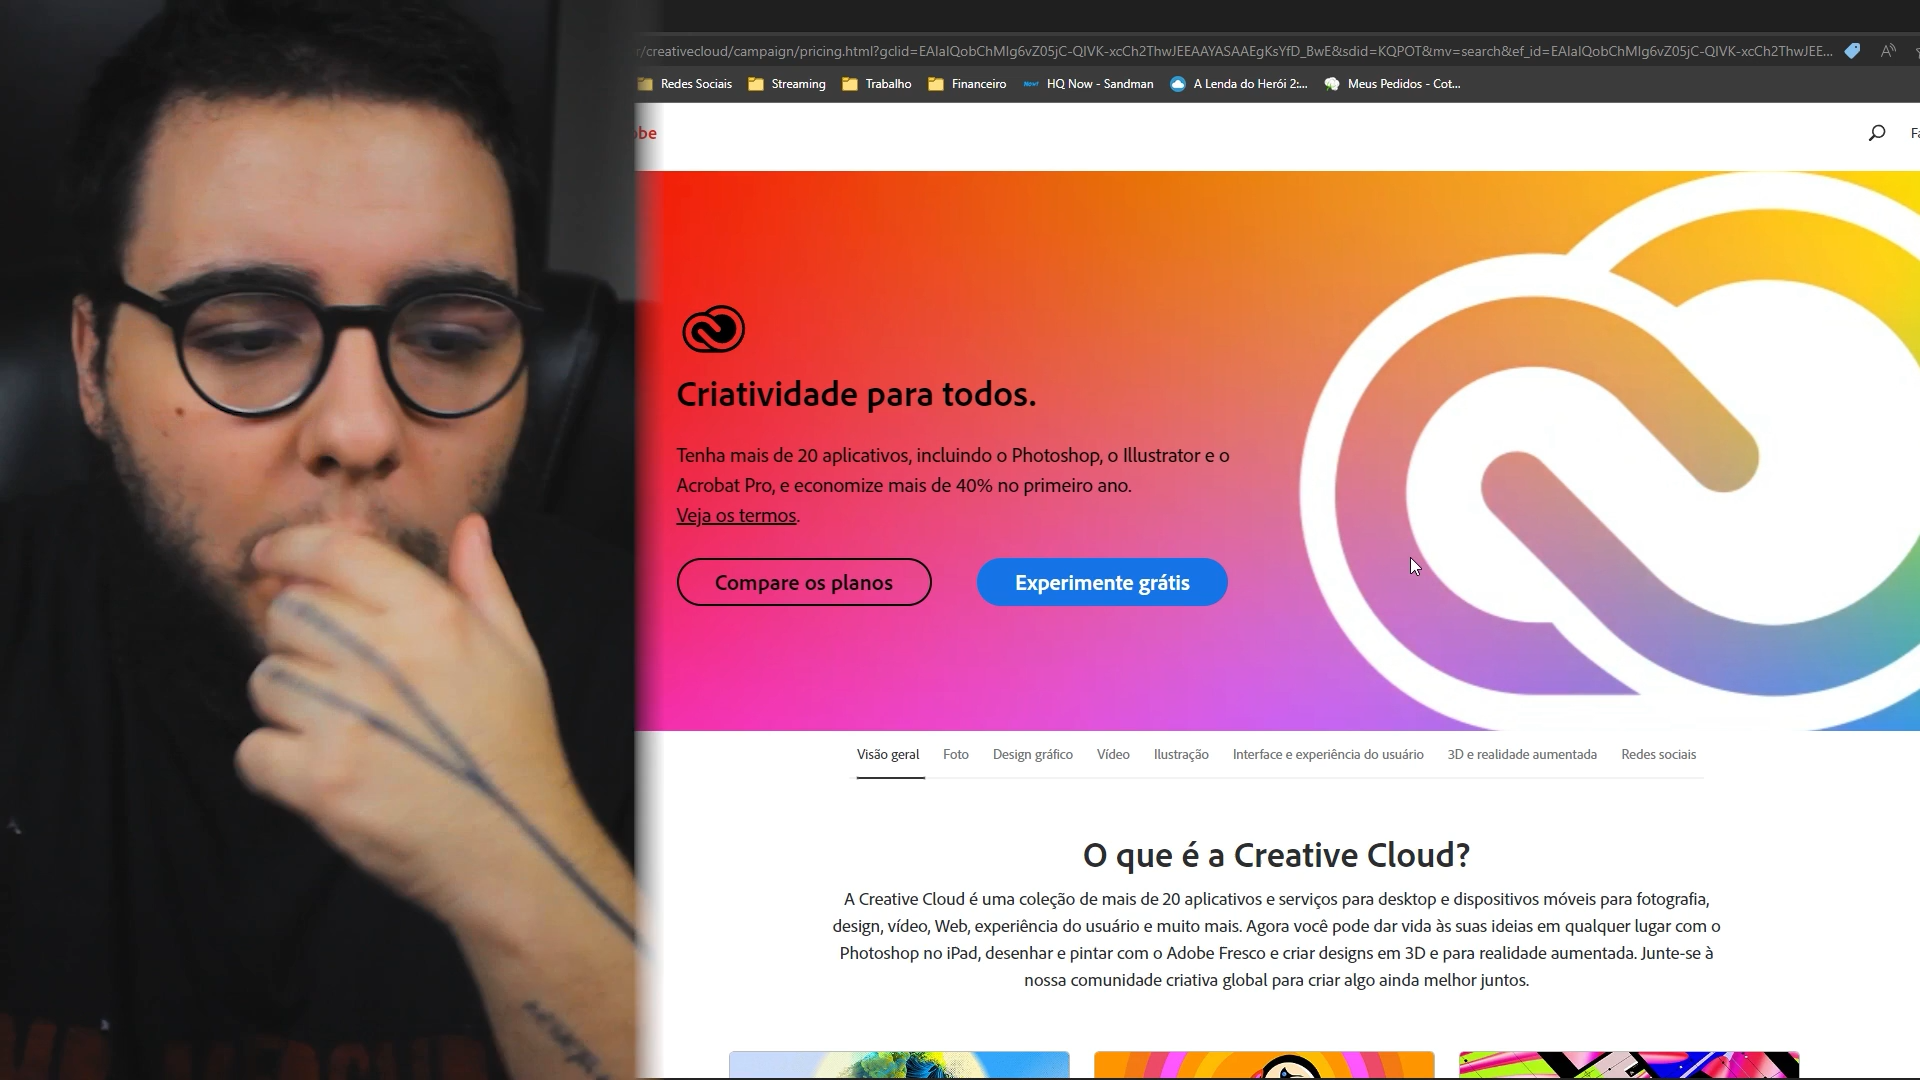 /creativecloud/campaign/pricing.html?gclid=EAIaIQobChMIg6vZ05jC-QIVK-xcCh2ThwJEEAAYASAAEgKsYfD_BwE&sdid=KQPOT&mv=search&ef_id=EAIaIQobChMIg6vZ05jC-QIVK-xcCh2ThwJEE...
Redes Sociais Streaming Trabalho Financeiro HQ Now - Sandman A Lenda do Herói 2:... Meus Pedidos - Cot...
Criatividade para todos.
Tenha mais de 20 aplicativos, incluindo o Photoshop, o Illustrator e o
Acrobat Pro, e economize mais de 40% no primeiro ano.
Veja os termos.
Compare os planos Experimente grátis
Visão geral Foto Design gráfico Vídeo Ilustração Interface e experiência do usuário 3D e realidade aumentada Redes sociais
O que é a Creative Cloud?
A Creative Cloud é uma coleção de mais de 20 aplicativos e serviços para desktop e dispositivos móveis para fotografia,
design, vídeo, Web, experiência do usuário e muito mais. Agora você pode dar vida às suas ideias em qualquer lugar com o
Photoshop no iPad, desenhar e pintar com o Adobe Fresco e criar designs em 3D e para realidade aumentada. Junte-se à
nossa comunidade criativa global para criar algo ainda melhor juntos.